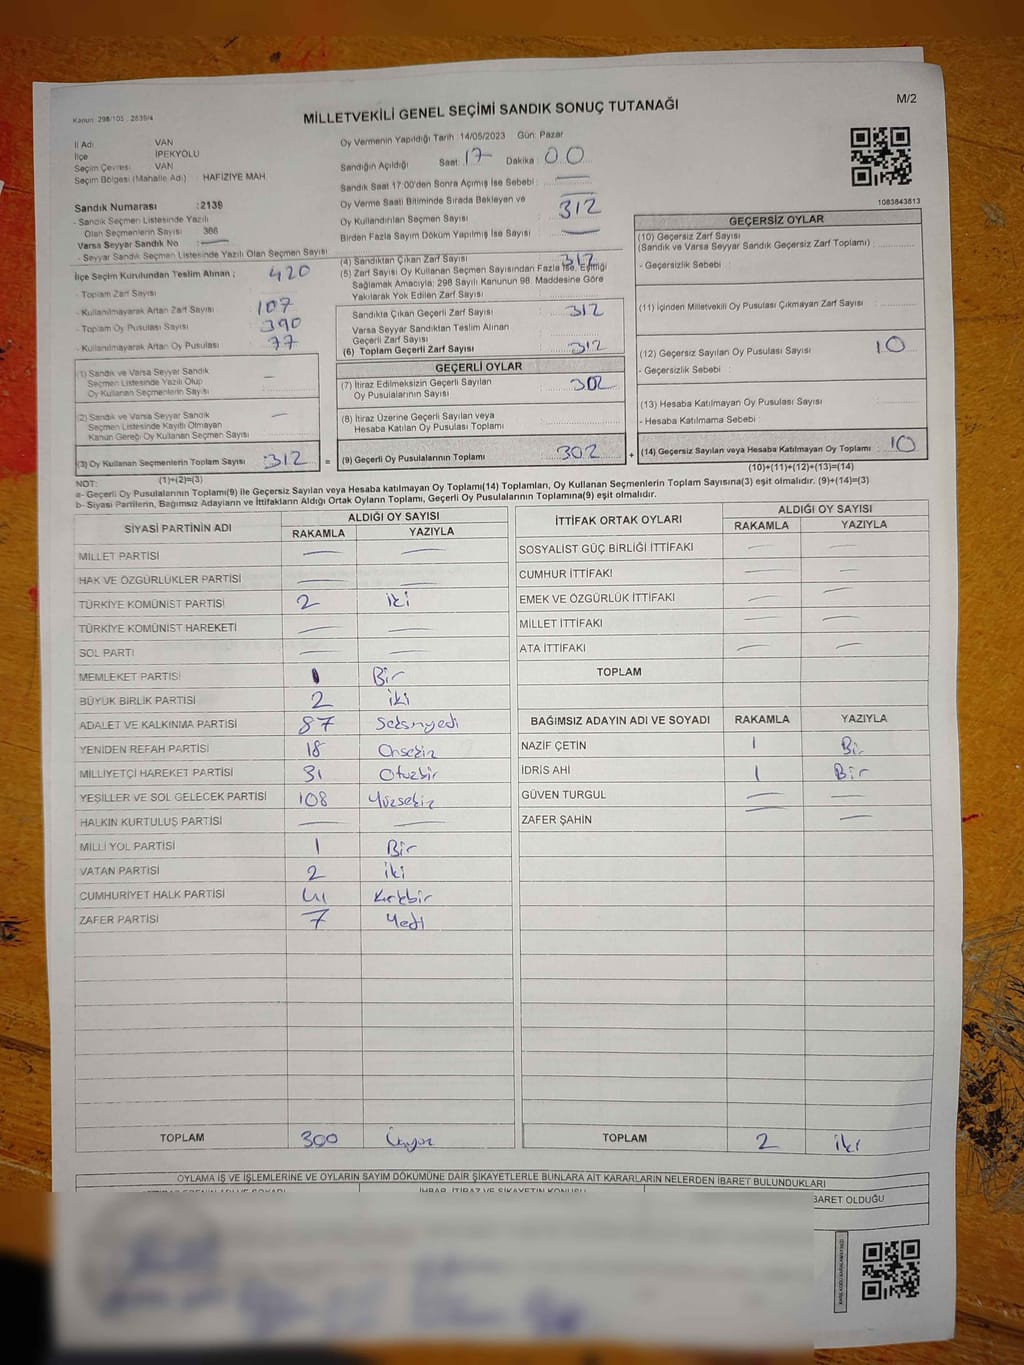 MİLLETVEKİLİ GENEL SEÇİMİ SANDIK SONUÇ TUTANAĞI
M/2
Kanun: 298/105 , 2839/4
İl Adı VAN
İlçe İPEKYOLU
Seçim Çevresi VAN
Seçim Bölgesi (Mahalle Adı) : HAFİZİYE MAH
Sandık Numarası :2139
- Sandık Seçmen Listesinde Yazılı
Olan Seçmenlerin Sayısı 386
Varsa Seyyar Sandık No :
- Seyyar Sandık Seçmen Listesinde Yazılı Olan Seçmen Sayısı
İlçe Seçim Kurulundan Teslim Alınan ;
- Toplam Zarf Sayısı 420
- Kullanılmayarak Artan Zarf Sayısı 107
- Toplam Oy Pusulası Sayısı 390
- Kullanılmayarak Artan Oy Pusulası 77
(1) Sandık ve Varsa Seyyar Sandık
Seçmen Listesinde Yazılı Olup
Oy Kullanan Seçmenlerin Sayısı –
(2) Sandık ve Varsa Seyyar Sandık
Seçmen Listesinde Kayıtlı Olmayan
Kanun Gereği Oy Kullanan Seçmen Sayısı –
(3) Oy Kullanan Seçmenlerin Toplam Sayısı :312
(1)+(2)=(3)
Oy Vermenin Yapıldığı Tarih 14/05/2023 Gün: Pazar
Sandığın Açıldığı Saat: 17 Dakika: 00
Sandık Saat 17:00'den Sonra Açılmış İse Sebebi : –
Oy Verme Saati Bitiminde Sırada Bekleyen ve
Oy Kullandırılan Seçmen Sayısı 312
Birden Fazla Sayım Döküm Yapılmış İse Sayısı : –
(4) Sandıktan Çıkan Zarf Sayısı 312
(5) Zarf Sayısı Oy Kullanan Seçmen Sayısından Fazla İse, Eşitliği
Sağlamak Amacıyla; 298 Sayılı Kanunun 98. Maddesine Göre
Yakılarak Yok Edilen Zarf Sayısı :
Sandıkta Çıkan Geçerli Zarf Sayısı 312
Varsa Seyyar Sandıktan Teslim Alınan
Geçerli Zarf Sayısı
(6) Toplam Geçerli Zarf Sayısı 312
GEÇERLİ OYLAR
(7) İtiraz Edilmeksizin Geçerli Sayılan
Oy Pusulalarının Sayısı 302
(8) İtiraz Üzerine Geçerli Sayılan veya
Hesaba Katılan Oy Pusulası Toplamı
= (9) Geçerli Oy Pusulalarının Toplamı 302
1083843813
GEÇERSİZ OYLAR
(10) Geçersiz Zarf Sayısı
(Sandık ve Varsa Seyyar Sandık Geçersiz Zarf Toplamı) :
- Geçersizlik Sebebi :
(11) İçinden Milletvekili Oy Pusulası Çıkmayan Zarf Sayısı :
(12) Geçersiz Sayılan Oy Pusulası Sayısı 10
- Geçersizlik Sebebi :
(13) Hesaba Katılmayan Oy Pusulası Sayısı :
- Hesaba Katılmama Sebebi :
+ (14) Geçersiz Sayılan veya Hesaba Katılmayan Oy Toplamı : 10
(10)+(11)+(12)+(13)=(14)
NOT:
a- Geçerli Oy Pusulalarının Toplamı(9) ile Geçersiz Sayılan veya Hesaba katılmayan Oy Toplamı(14) Toplamları, Oy Kullanan Seçmenlerin Toplam Sayısına(3) eşit olmalıdır. (9)+(14)=(3)
b- Siyasi Partilerin, Bağımsız Adayların ve İttifakların Aldığı Ortak Oyların Toplamı, Geçerli Oy Pusulalarının Toplamına(9) eşit olmalıdır.
SİYASİ PARTİNİN ADI ALDIĞI OY SAYISI
RAKAMLA YAZIYLA
MİLLET PARTİSİ — —
HAK VE ÖZGÜRLÜKLER PARTİSİ — —
TÜRKİYE KOMÜNİST PARTİSİ 2 iki
TÜRKİYE KOMÜNİST HAREKETİ — —
SOL PARTİ — —
MEMLEKET PARTİSİ 1 Bir
BÜYÜK BİRLİK PARTİSİ 2 iki
ADALET VE KALKINMA PARTİSİ 87 Seksnyedi
YENİDEN REFAH PARTİSİ 18 Onsekiz
MİLLİYETÇİ HAREKET PARTİSİ 31 Otuzbir
YEŞİLLER VE SOL GELECEK PARTİSİ 108 Yüzsekiz
HALKIN KURTULUŞ PARTİSİ — —
MİLLİ YOL PARTİSİ 1 Bir
VATAN PARTİSİ 2 iki
CUMHURİYET HALK PARTİSİ 41 Kırkbir
ZAFER PARTİSİ 7 Yedi
TOPLAM 300 Üçyüz
İTTİFAK ORTAK OYLARI ALDIĞI OY SAYISI
RAKAMLA YAZIYLA
SOSYALİST GÜÇ BİRLİĞİ İTTİFAKI — —
CUMHUR İTTİFAKI — —
EMEK VE ÖZGÜRLÜK İTTİFAKI — —
MİLLET İTTİFAKI — —
ATA İTTİFAKI — —
TOPLAM
BAĞIMSIZ ADAYIN ADI VE SOYADI RAKAMLA YAZIYLA
NAZİF ÇETİN 1 Bir
İDRİS AHİ 1 Bir
GÜVEN TURGUL — —
ZAFER ŞAHİN — —
TOPLAM 2 iki
OYLAMA İŞ VE İŞLEMLERİNE VE OYLARIN SAYIM DÖKÜMÜNE DAİR ŞİKAYETLERLE BUNLARA AİT KARARLARIN NELERDEN İBARET BULUNDUKLARI
İHBAR, İTİRAZ VE ŞİKAYETİN KONUSU
İBARET OLDUĞU